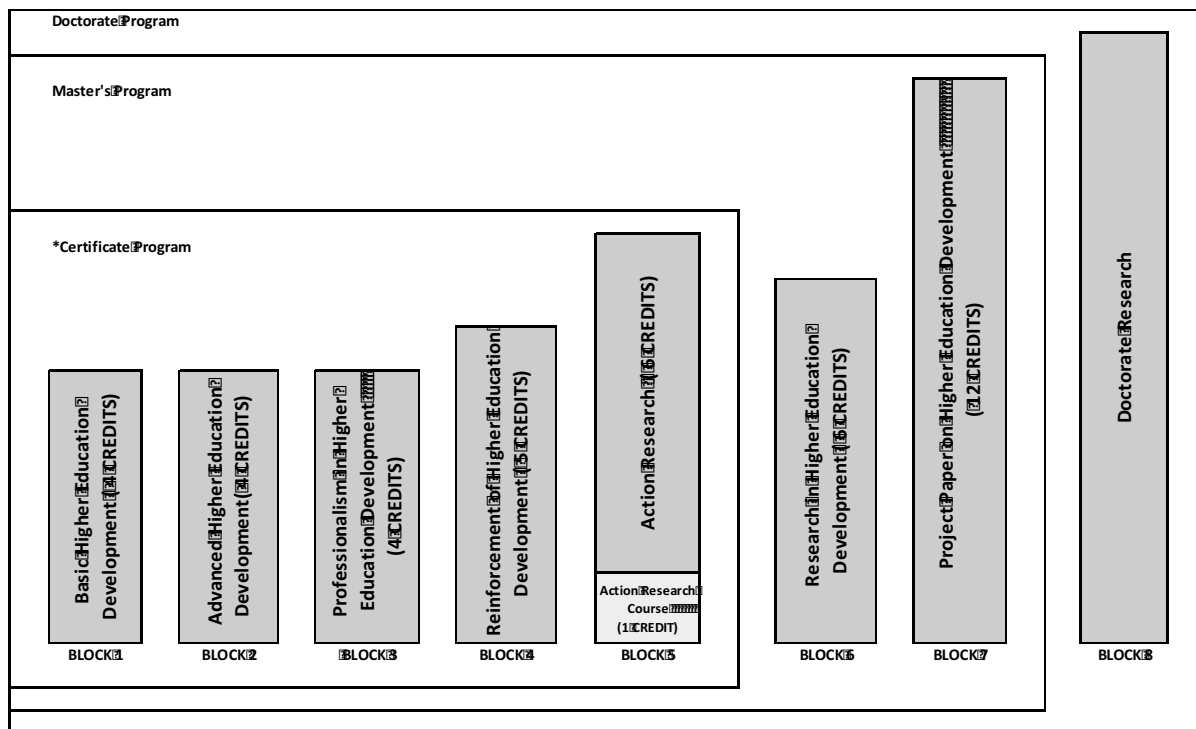 Doctorate Program
Master's Program
*Certificate Program
Basic Higher Education
Development (4 CREDITS)
BLOCK 1
Advanced Higher Education
Development (4 CREDITS)
BLOCK 2
Professionalism in Higher
Education Development
(4 CREDITS)
BLOCK 3
Reinforcement of Higher Education
Development (5 CREDITS)
BLOCK 4
Action Research (6 CREDITS)
Action Research
Course
(1 CREDIT)
BLOCK 5
Research in Higher Education
Development (6 CREDITS)
BLOCK 6
Project Paper on Higher Education Development
(12 CREDITS)
BLOCK 7
Doctorate Research
BLOCK 8